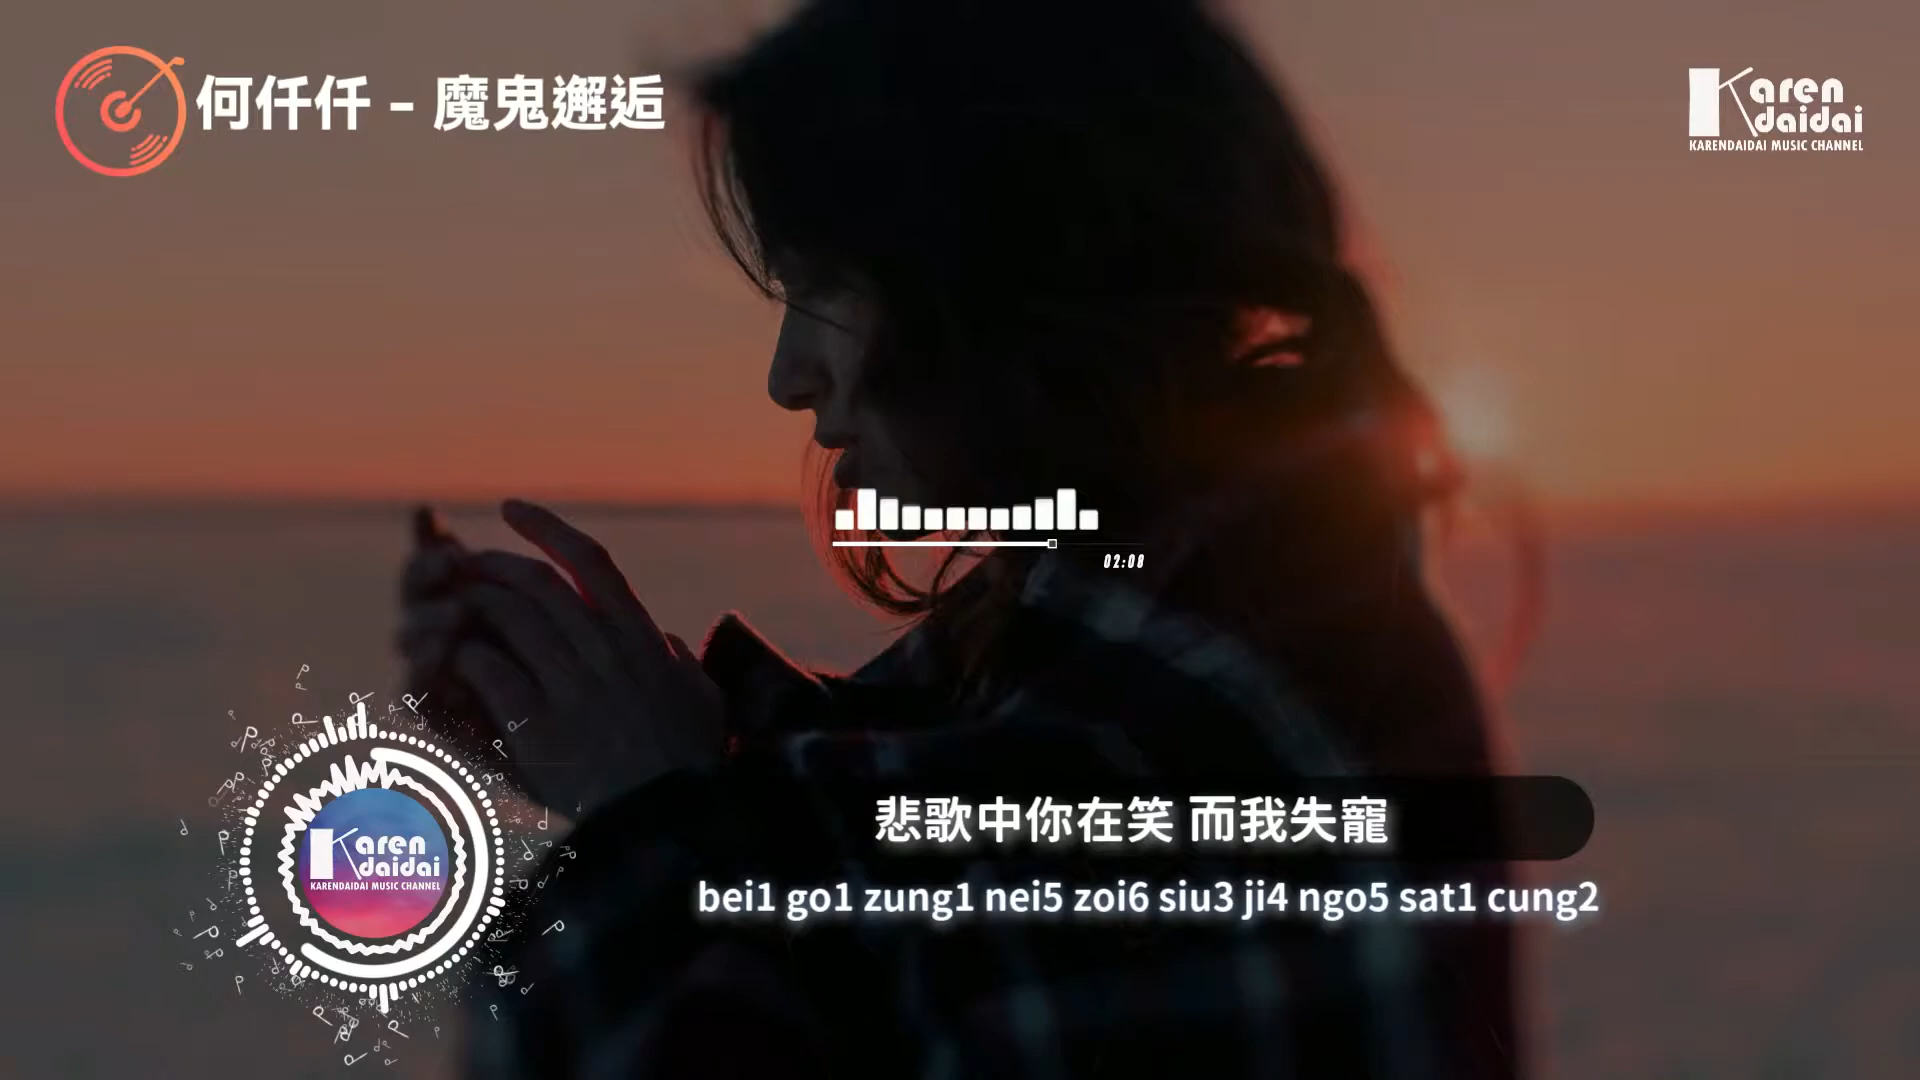 何仟仟 – 魔鬼邂逅
Karen
daidai
KARENDAIDAI MUSIC CHANNEL
02:08
悲歌中你在笑 而我失寵
bei1 go1 zung1 nei5 zoi6 siu3 ji4 ngo5 sat1 cung2
Karen
daidai
KARENDAIDAI MUSIC CHANNEL